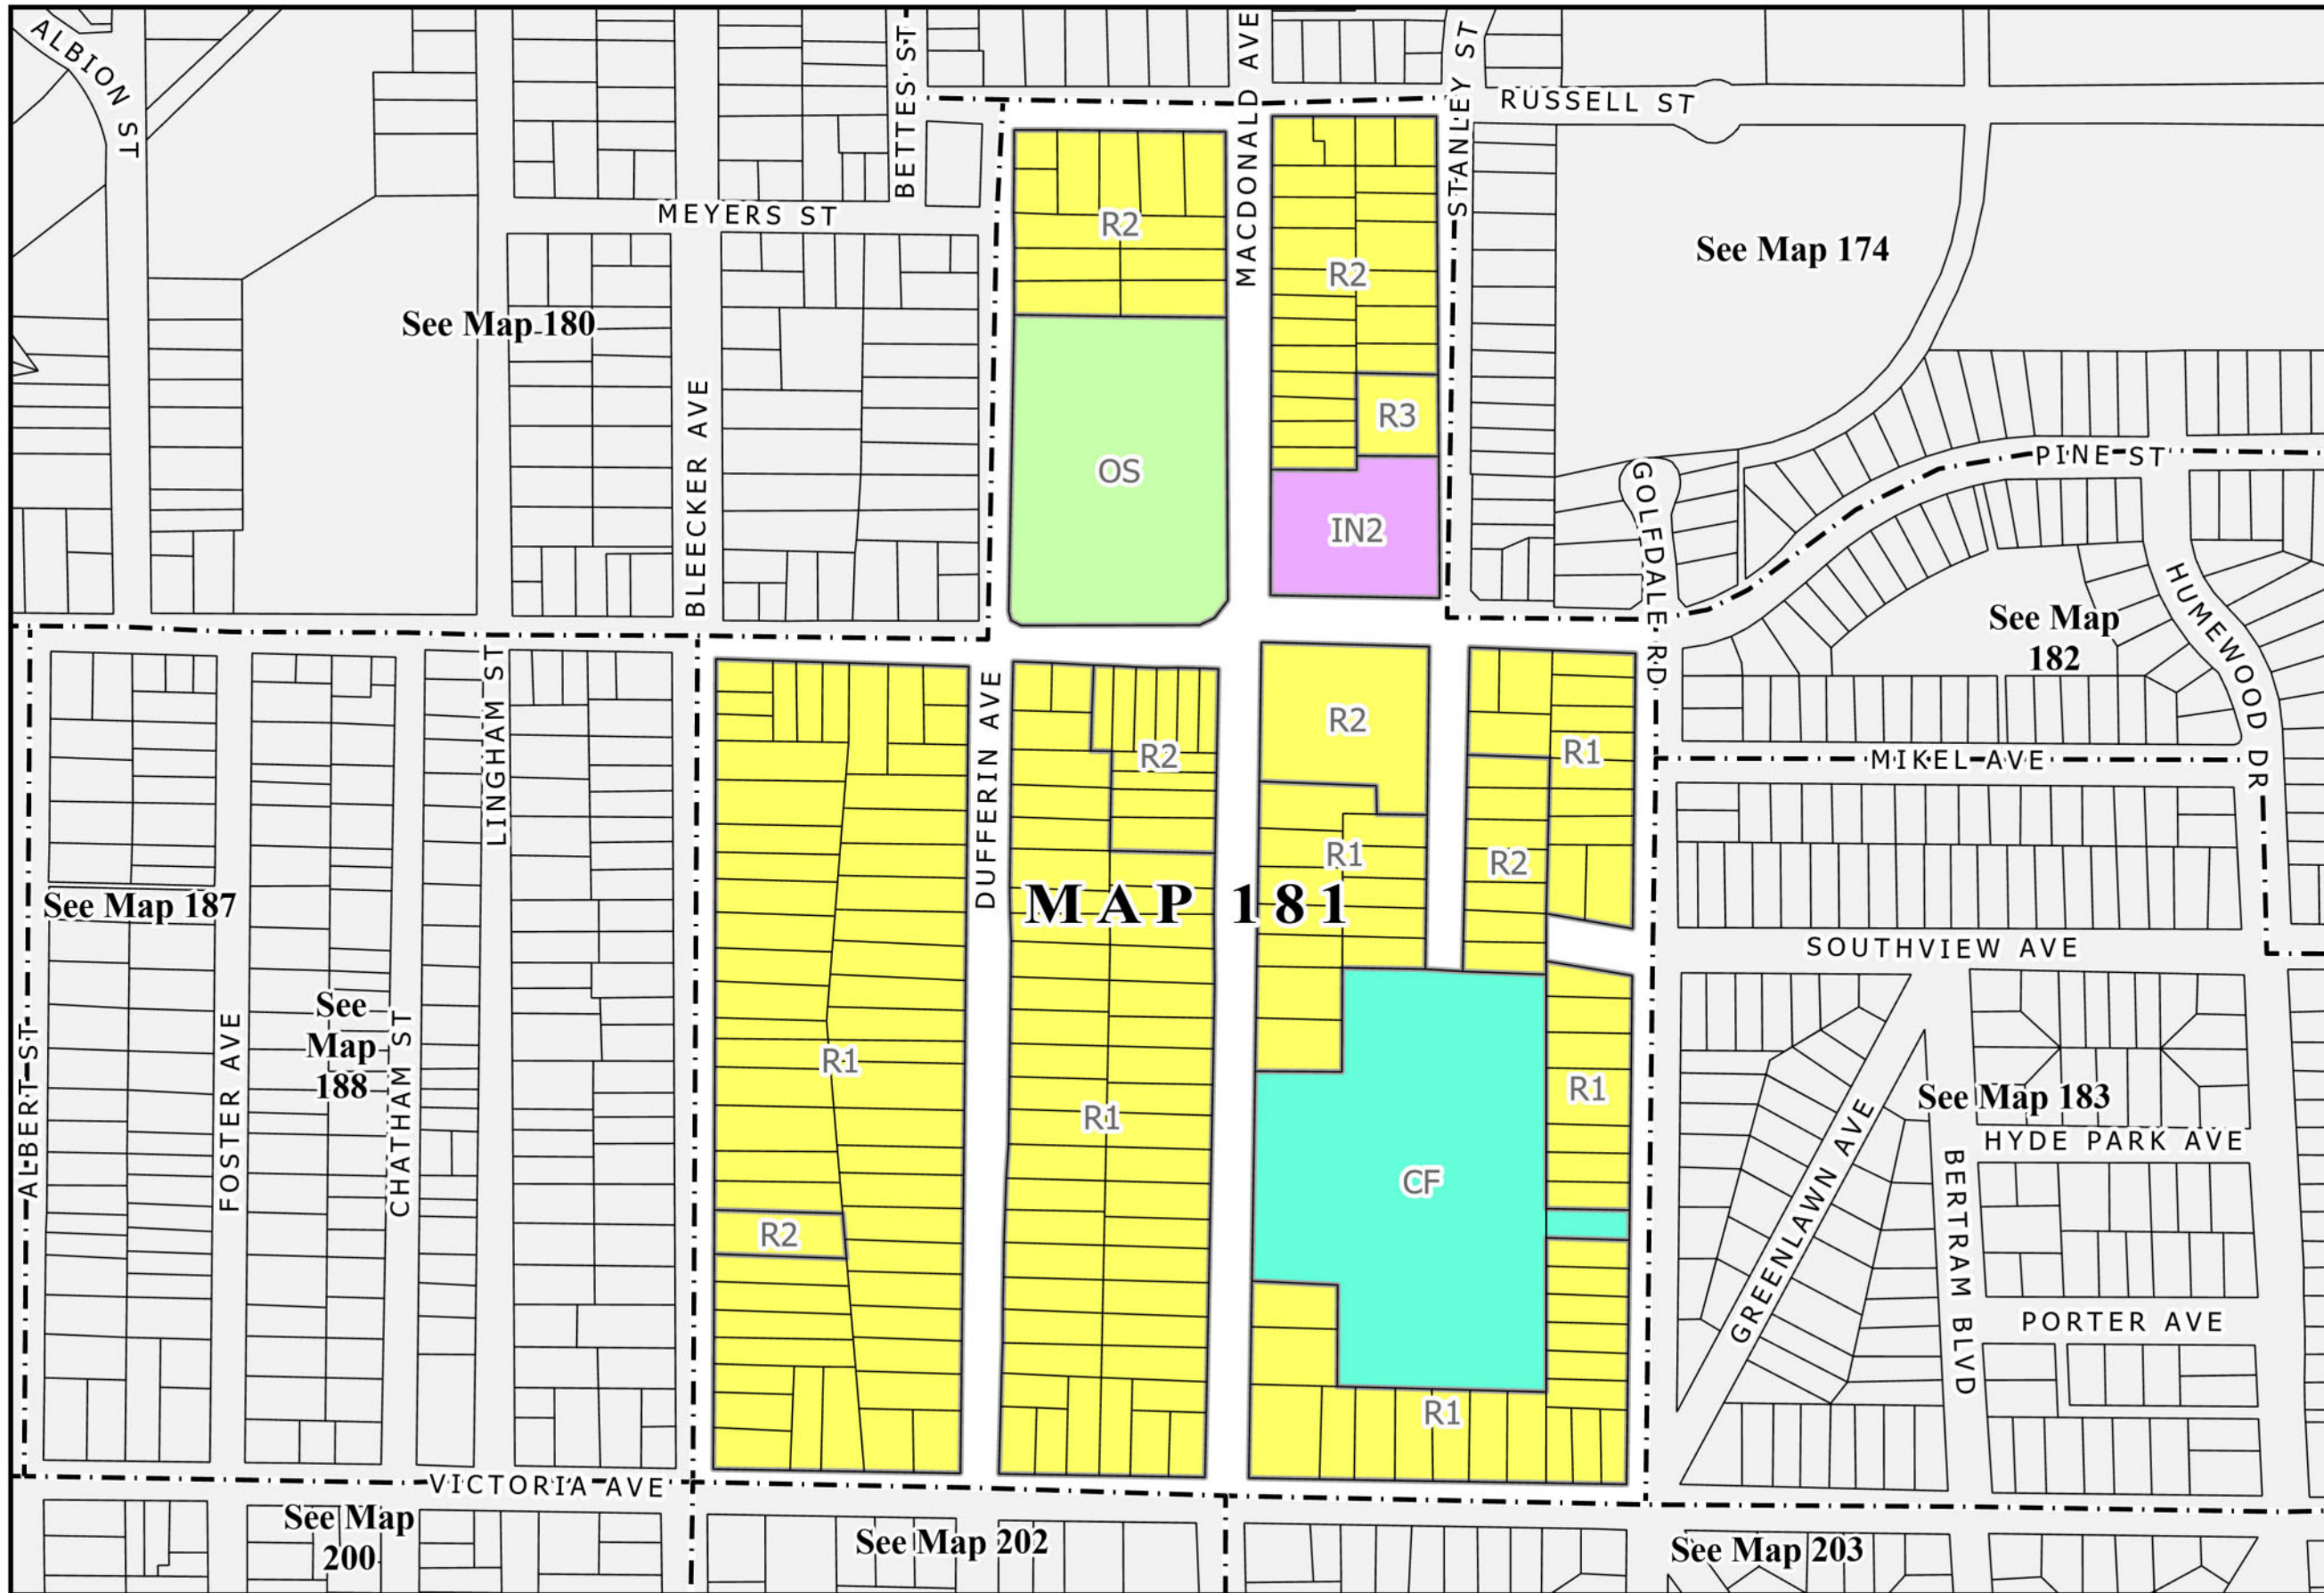 ALBION ST
BETTES ST
MACDONALD AVE
STANLEY ST
RUSSELL ST
MEYERS ST
R2
R2
See Map 174
See Map 180
BLEECKER AVE
R3
OS
IN2
PINE ST
GOLFDALE RD
HUMEWOOD DR
See Map
182
LINGHAM ST
DUFFERIN AVE
R2
R2
R1
MIKEL AVE
R1
R2
See Map 187
MAP 181
SOUTHVIEW AVE
ALBERT ST
FOSTER AVE
See
Map
188
CHATHAM ST
R1
R1
R1
See Map 183
HYDE PARK AVE
GREENLAWN AVE
BERTRAM BLVD
CF
R2
PORTER AVE
R1
VICTORIA AVE
See Map
200
See Map 202
See Map 203